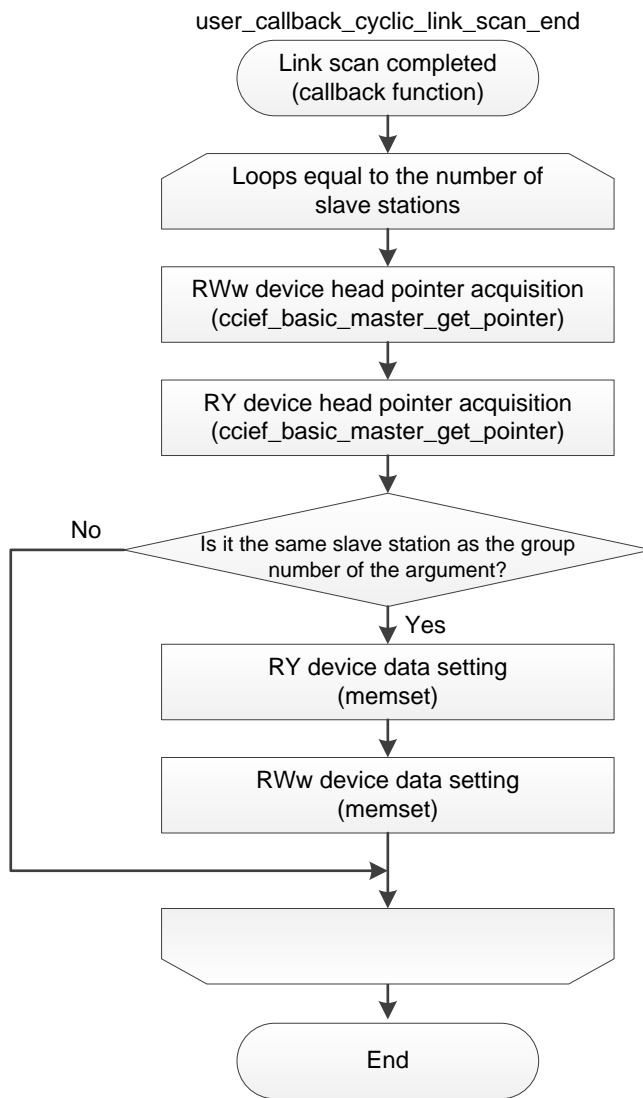 user_callback_cyclic_link_scan_end
Link scan completed
(callback function)
Loops equal to the number of
slave stations
RWw device head pointer acquisition
(ccief_basic_master_get_pointer)
RY device head pointer acquisition
(ccief_basic_master_get_pointer)
No
Is it the same slave station as the group
number of the argument?
Yes
RY device data setting
(memset)
RWw device data setting
(memset)
End